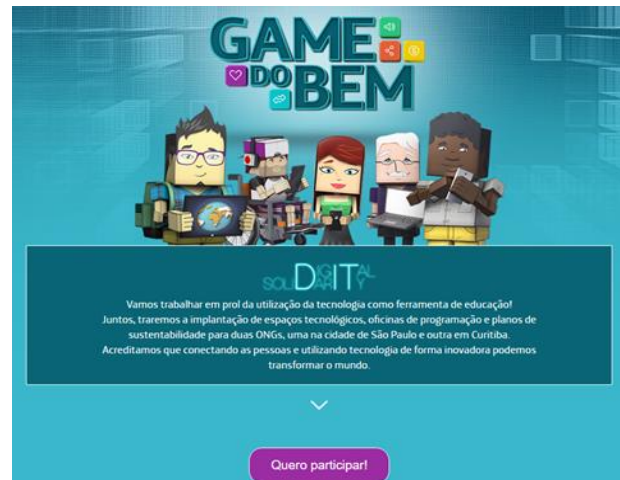 GAME
DO BEM
SOLIDARITY DIGITAL
Vamos trabalhar em prol da utilização da tecnologia como ferramenta de educação!
Juntos, traremos a implantação de espaços tecnológicos, oficinas de programação e planos de
sustentabilidade para duas ONGs, uma na cidade de São Paulo e outra em Curitiba.
Acreditamos que conectando as pessoas e utilizando tecnologia de forma inovadora podemos
transformar o mundo.
Quero participar!